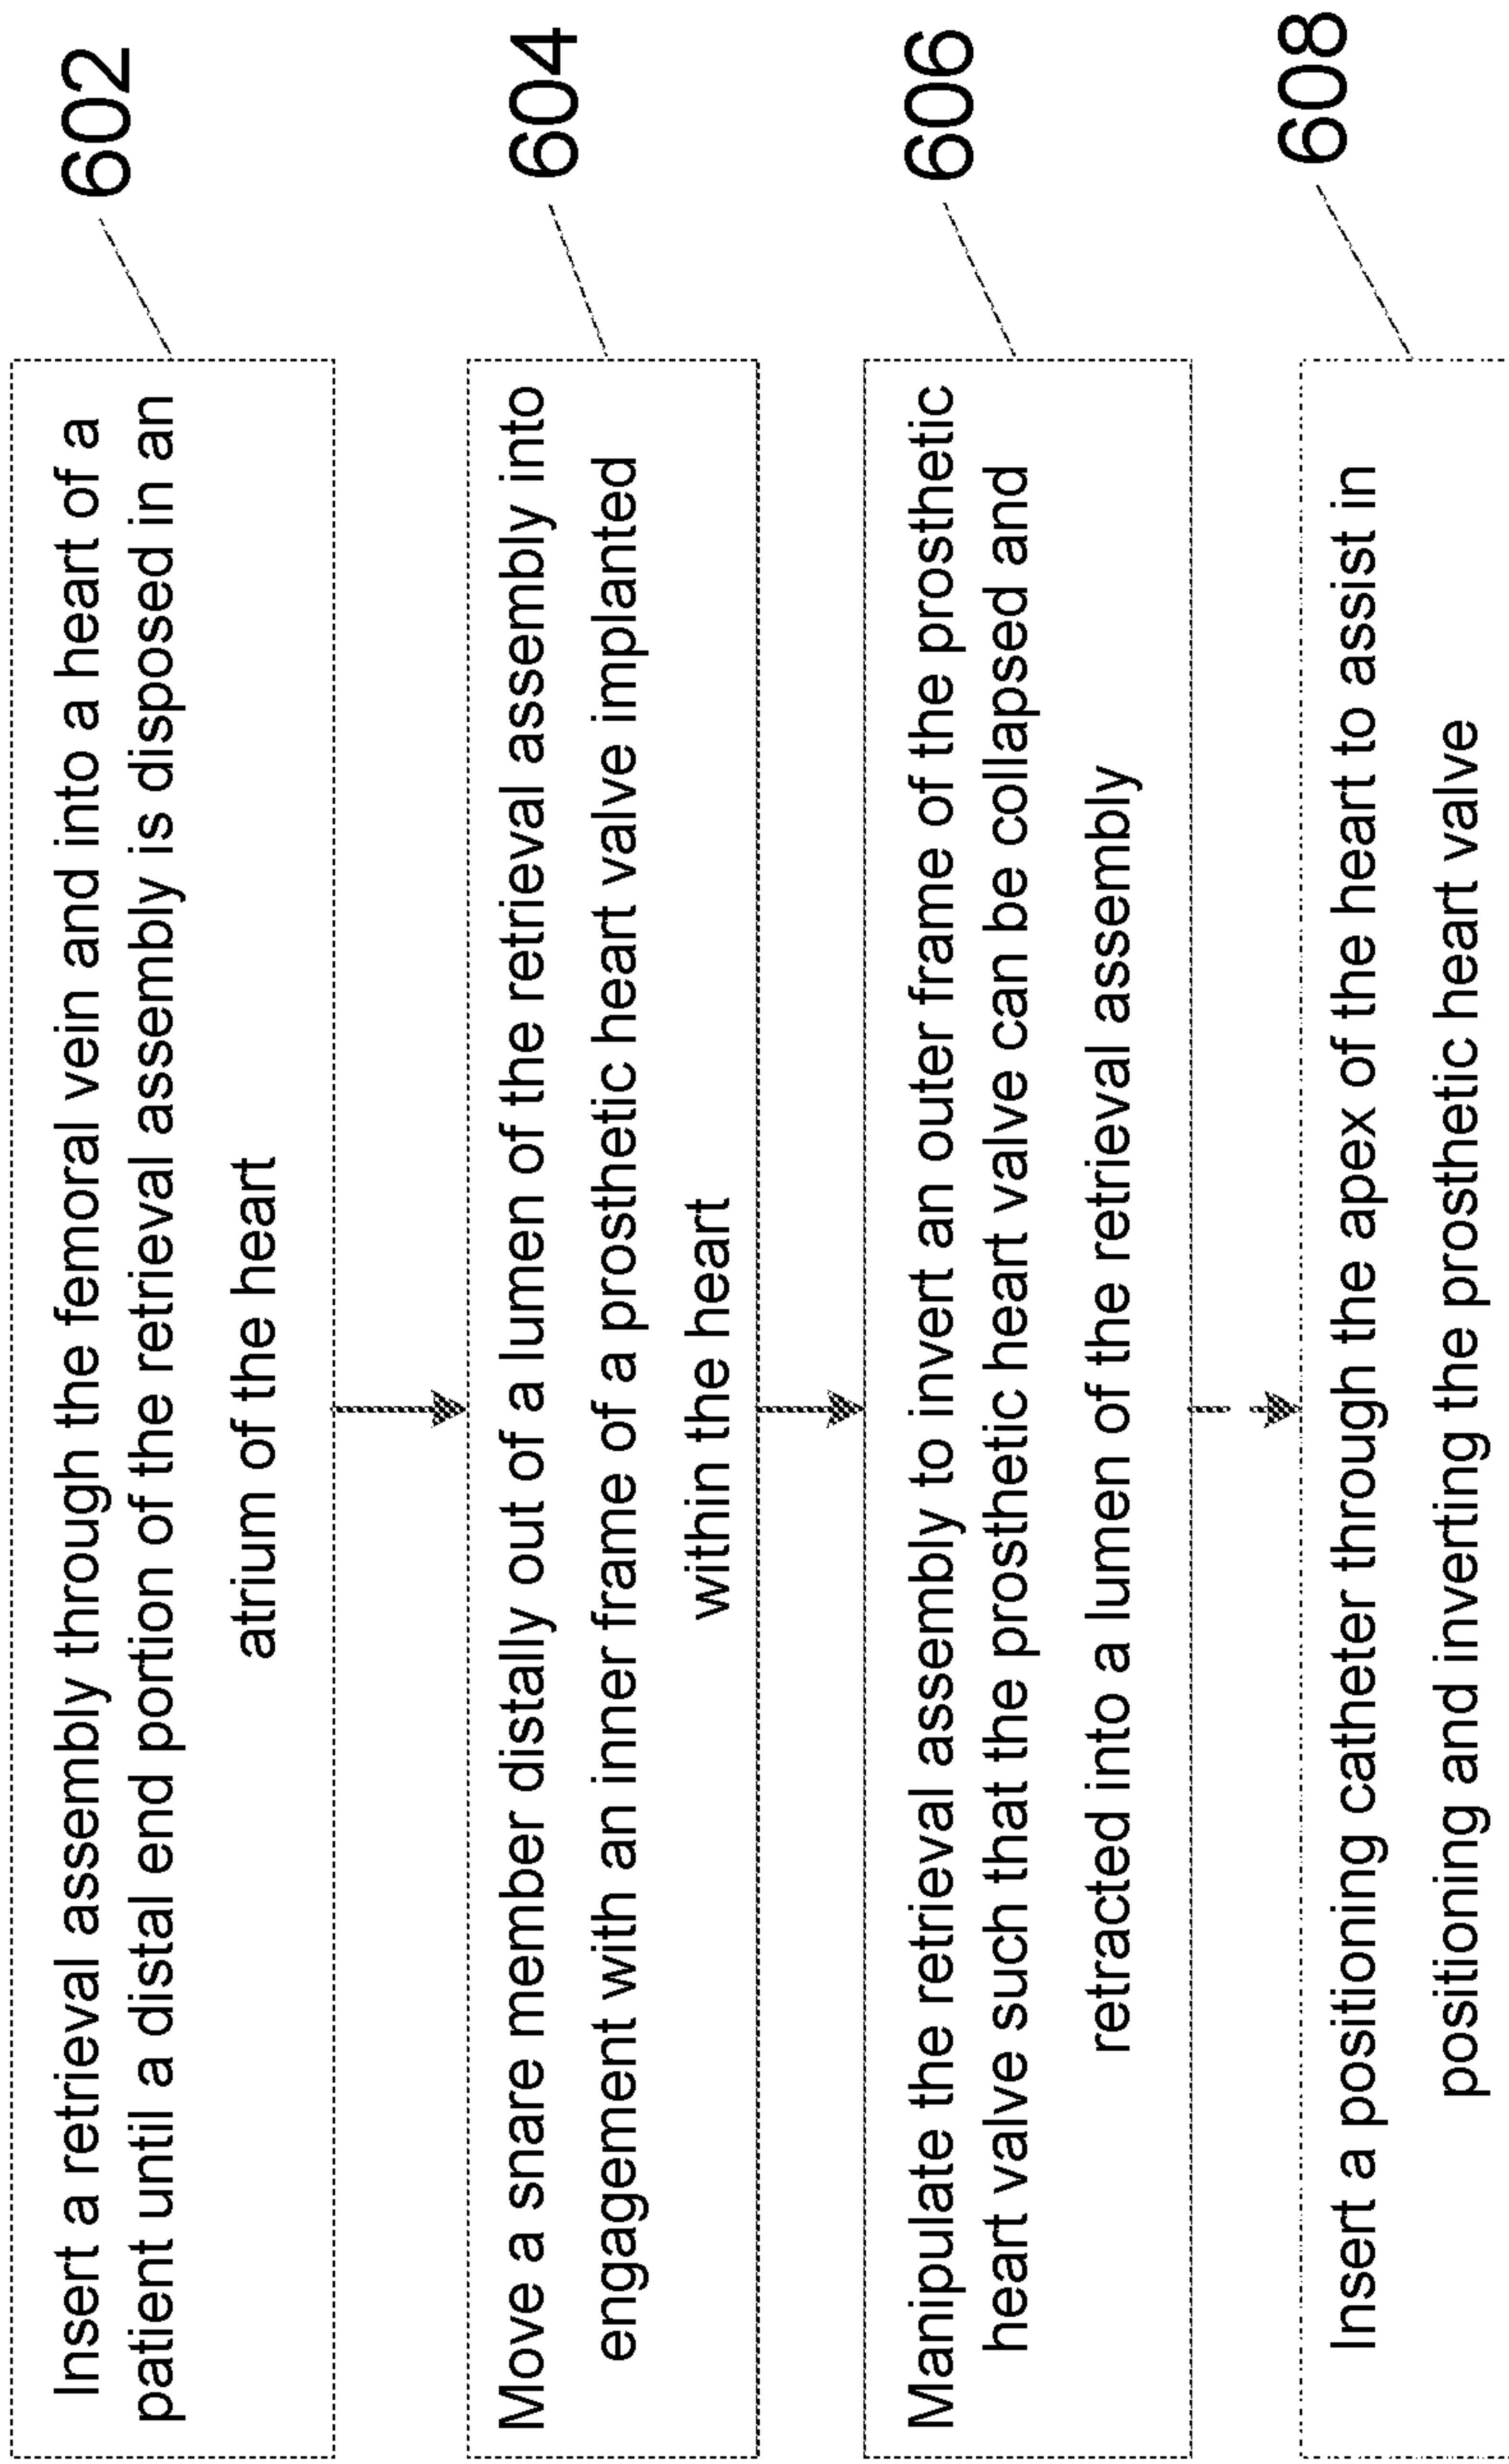 Insert a retrieval assembly through the femoral vein and into a heart of a
patient until a distal end portion of the retrieval assembly is disposed in an
atrium of the heart
602
Move a snare member distally out of a lumen of the retrieval assembly into
engagement with an inner frame of a prosthetic heart valve implanted
within the heart
604
Manipulate the retrieval assembly to invert an outer frame of the prosthetic
heart valve such that the prosthetic heart valve can be collapsed and
retracted into a lumen of the retrieval assembly
606
Insert a positioning catheter through the apex of the heart to assist in
positioning and inverting the prosthetic heart valve
608